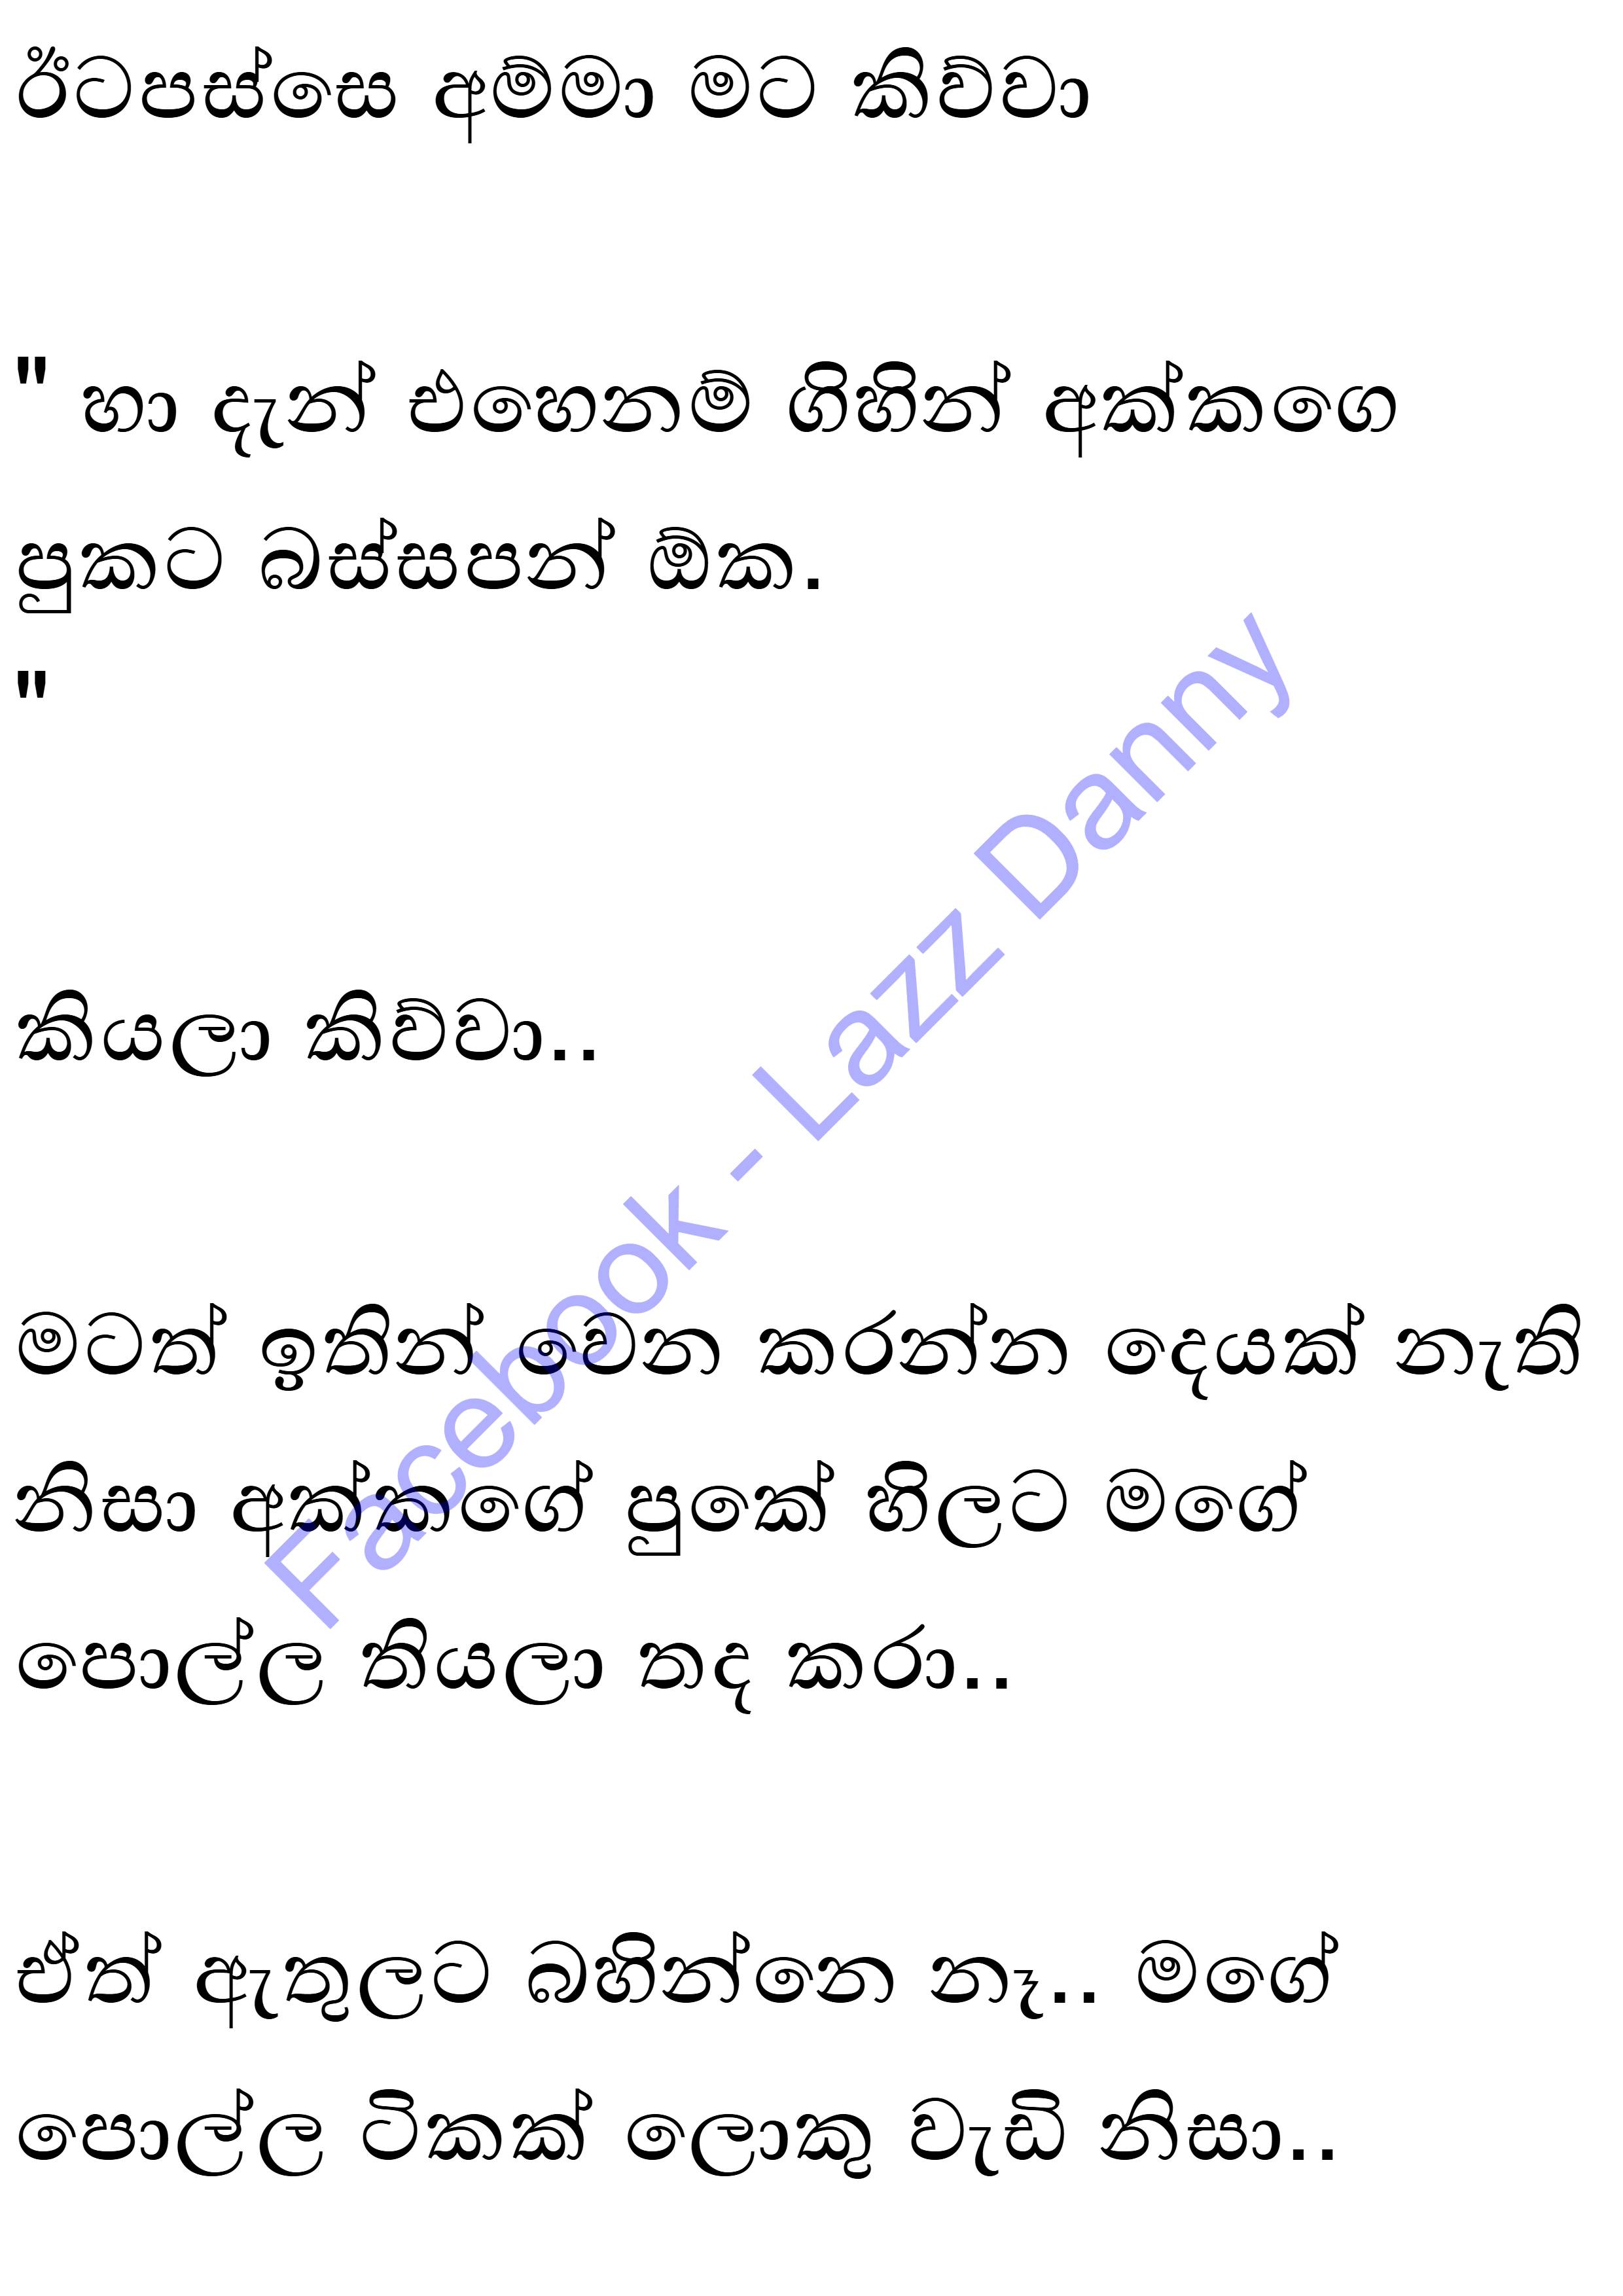 ඊටපස්සෙ අම්මා මට කිව්වා
" හා දැන් එහෙනම් ගිහින් අක්කගෙ
පුකට බස්සපන් ඕක.
"
කියලා කිව්වා..
මටත් ඉතින් වෙන කරන්න දෙයක් නැති
නිසා අක්කගේ පුකේ හිලට මගේ
පොල්ල තියලා තද කරා..
ඒත් ඇතුලට බහින්නෙ නෑ.. මගේ
පොල්ල ටිකක් ලොකු වැඩි නිසා..
Facebook - Lazz Danny